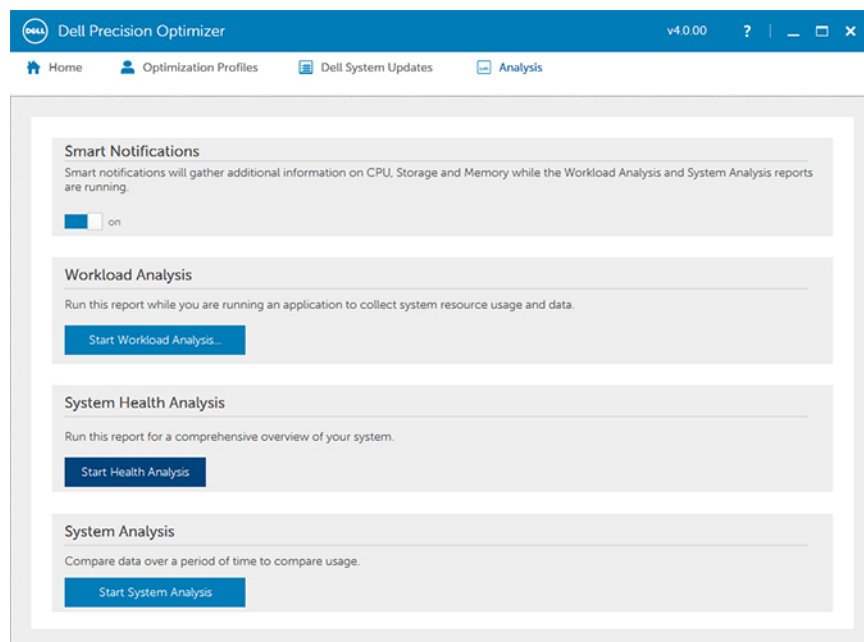 DELL Dell Precision Optimizer v4.0.00 ?
Home Optimization Profiles Dell System Updates Analysis
Smart Notifications
Smart notifications will gather additional information on CPU, Storage and Memory while the Workload Analysis and System Analysis reports
are running.
on
Workload Analysis
Run this report while you are running an application to collect system resource usage and data.
Start Workload Analysis...
System Health Analysis
Run this report for a comprehensive overview of your system.
Start Health Analysis
System Analysis
Compare data over a period of time to compare usage.
Start System Analysis